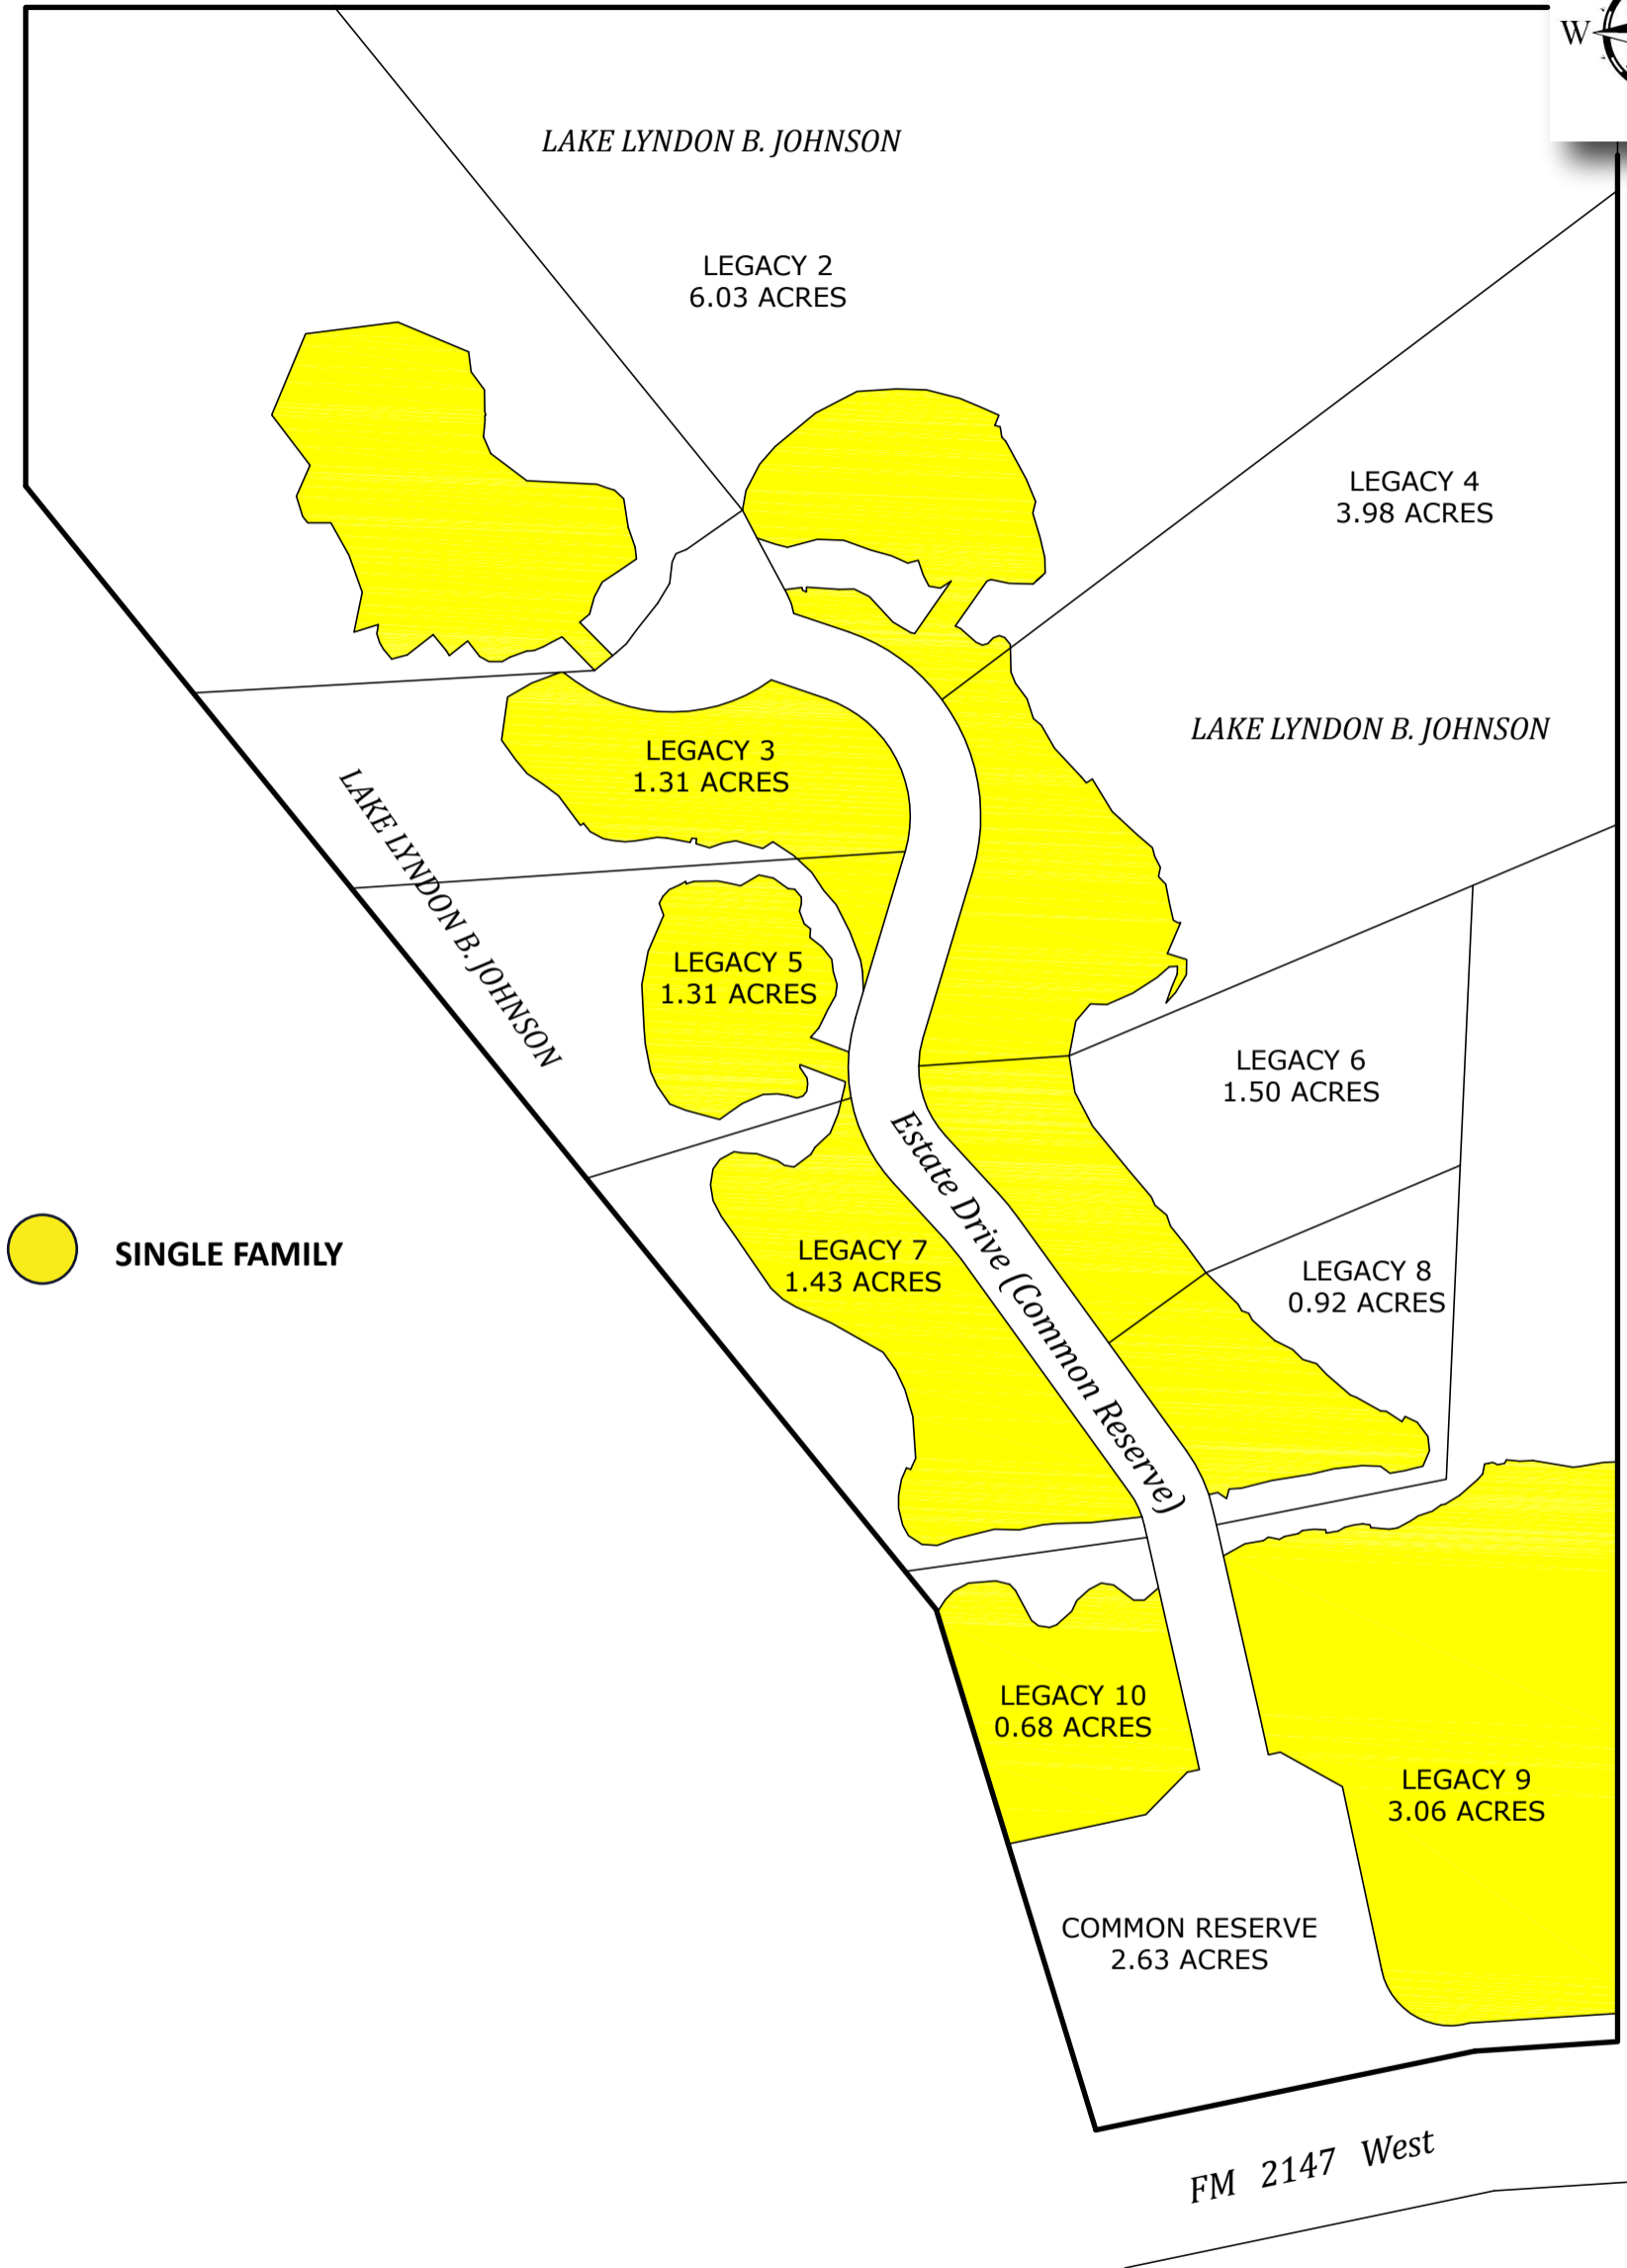 W
LAKE LYNDON B. JOHNSON
LEGACY 2
6.03 ACRES
LEGACY 4
3.98 ACRES
LAKE LYNDON B. JOHNSON
LEGACY 3
1.31 ACRES
LAKE LYNDON B. JOHNSON
LEGACY 5
1.31 ACRES
LEGACY 6
1.50 ACRES
Estate Drive (Common Reserve)
SINGLE FAMILY
LEGACY 7
1.43 ACRES
LEGACY 8
0.92 ACRES
LEGACY 10
0.68 ACRES
LEGACY 9
3.06 ACRES
COMMON RESERVE
2.63 ACRES
FM 2147 West